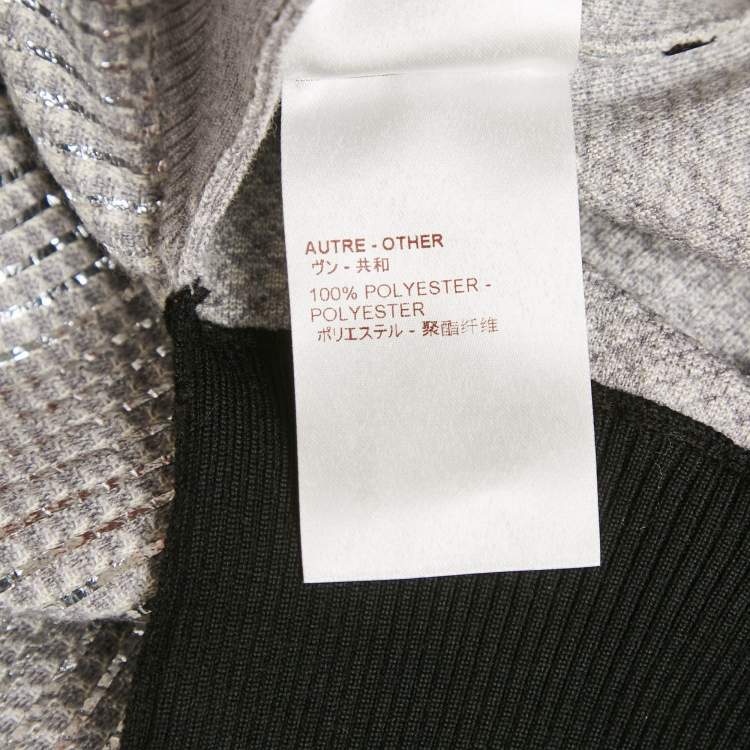 AUTRE - OTHER
ヴン - 共和
100% POLYESTER -
POLYESTER
ポリエステル - 聚酯纤维